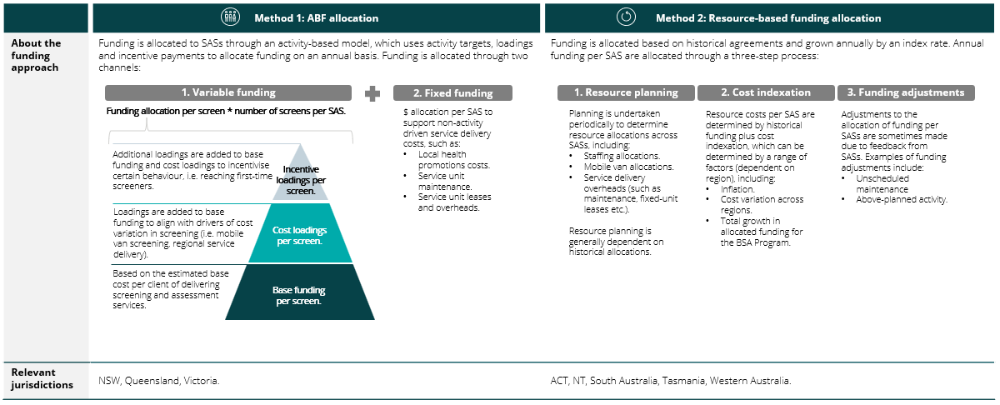 Method 1: ABF allocation
Method 2: Resource-based funding allocation
About the
funding
approach
Funding is allocated to SASs through an activity-based model, which uses activity targets, loadings
and incentive payments to allocate funding on an annual basis. Funding is allocated through two
channels:
1. Variable funding
Funding allocation per screen * number of screens per SAS.
Additional loadings are added to base
funding and cost loadings to incentivise
certain behaviour, i.e. reaching first-time
screeners.
Incentive
loadings per
screen.
Loadings are added to base
funding to align with drivers of cost
variation in screening (i.e. mobile
van screening, regional service
delivery).
Cost loadings
per screen.
Based on the estimated base
cost per client of delivering
screening and assessment
services.
Base funding
per screen.
2. Fixed funding
$ allocation per SAS to
support non-activity
driven service delivery
costs, such as:
• Local health
promotions costs.
• Service unit
maintenance.
• Service unit leases
and overheads.
Funding is allocated based on historical agreements and grown annually by an index rate. Annual
funding per SAS are allocated through a three-step process:
1. Resource planning
Planning is undertaken
periodically to determine
resource allocations across
SASs, including:
• Staffing allocations.
• Mobile van allocations.
• Service delivery
overheads (such as
maintenance, fixed-unit
leases etc.).
Resource planning is
generally dependent on
historical allocations.
2. Cost indexation
Resource costs per SAS are
determined by historical
funding plus cost
indexation, which can be
determined by a range of
factors (dependent on
region), including:
• Inflation.
• Cost variation across
regions.
• Total growth in
allocated funding for
the BSA Program.
3. Funding adjustments
Adjustments to the
allocation of funding per
SASs are sometimes made
due to feedback from
SASs. Examples of funding
adjustments include:
• Unscheduled
maintenance
• Above-planned activity.
Relevant
jurisdictions
NSW, Queensland, Victoria.
ACT, NT, South Australia, Tasmania, Western Australia.